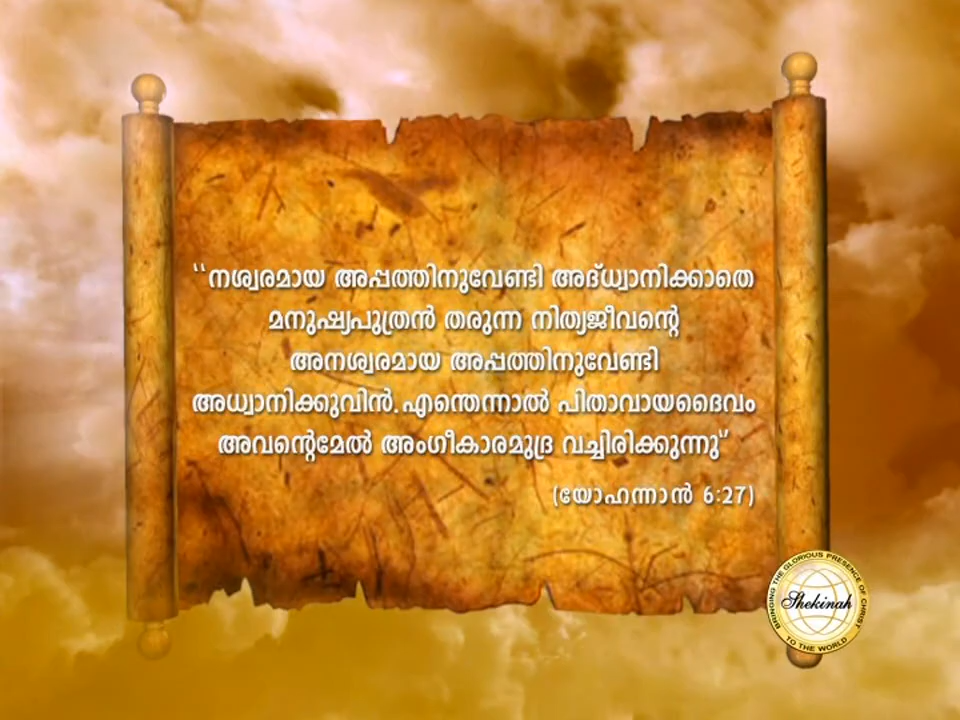 “നശ്വരമായ അപ്പത്തിനുവേണ്ടി അദ്ധ്വാനിക്കാതെ
മനുഷ്യപുത്രൻ തരുന്ന നിത്യജീവന്റെ
അനശ്വരമായ അപ്പത്തിനുവേണ്ടി
അധ്വാനിക്കുവിൻ. എന്തെന്നാൽ പിതാവായദൈവം
അവന്റെമേൽ അംഗീകാരമുദ്ര വച്ചിരിക്കുന്നു”
(യോഹന്നാൻ 6:27)
BRINGING THE GLORIOUS PRESENCE OF CHRIST
Shekinah
TO THE WORLD